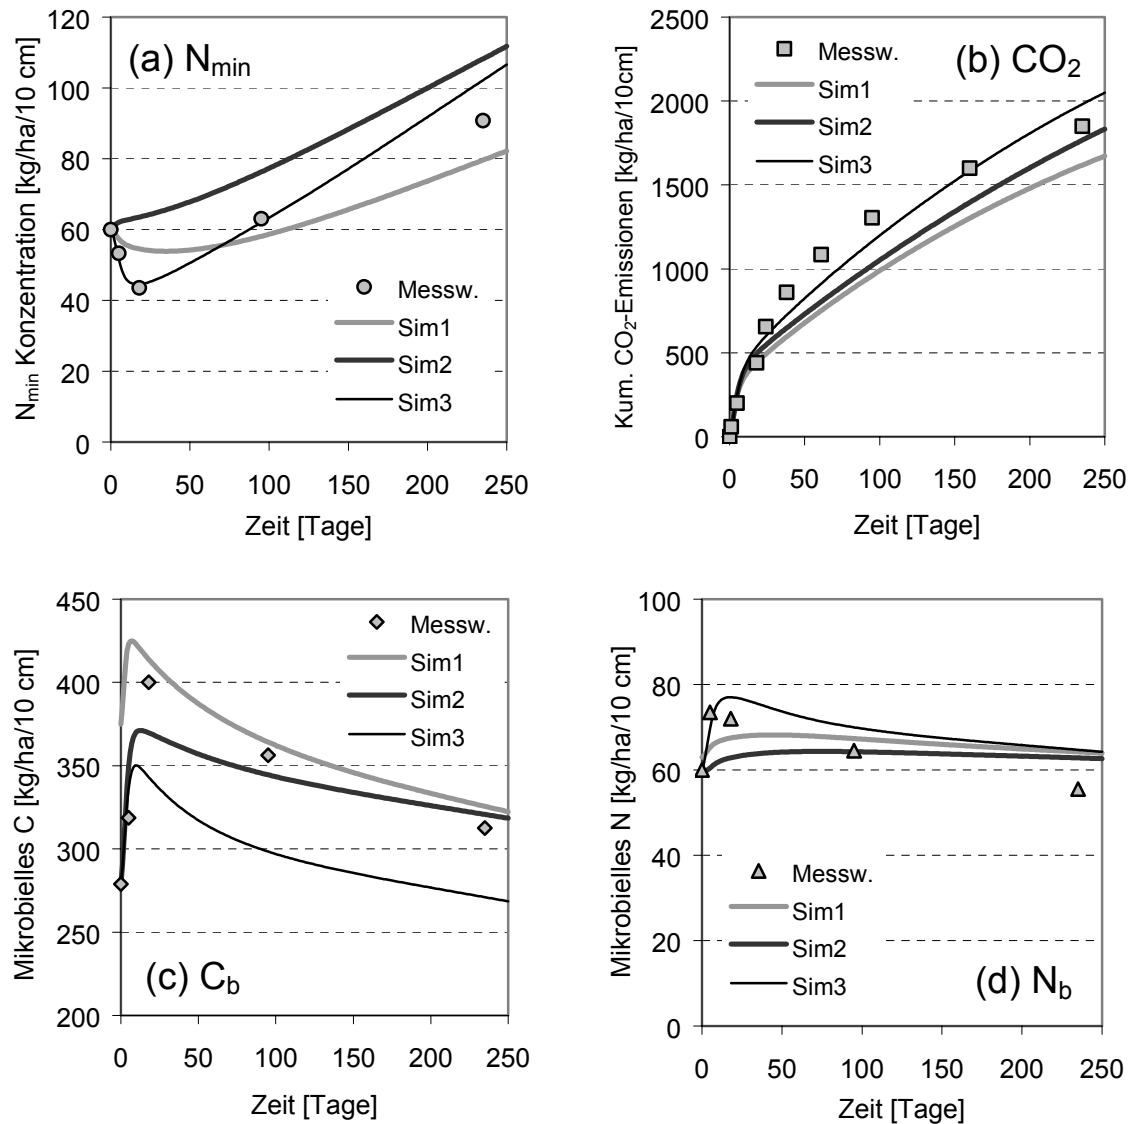 (a) Nmin
Nmin Konzentration [kg/ha/10 cm]
120
100
80
60
40
20
0
Messw.
Sim1
Sim2
Sim3
0 50 100 150 200 250
Zeit [Tage]
(b) CO2
Kum. CO2-Emissionen [kg/ha/10cm]
2500
2000
1500
1000
500
0
Messw.
Sim1
Sim2
Sim3
0 50 100 150 200 250
Zeit [Tage]
(c) Cb
Mikrobielles C [kg/ha/10 cm]
450
400
350
300
250
200
Messw.
Sim1
Sim2
Sim3
0 50 100 150 200 250
Zeit [Tage]
(d) Nb
Mikrobielles N [kg/ha/10 cm]
100
80
60
40
20
0
Messw.
Sim1
Sim2
Sim3
0 50 100 150 200 250
Zeit [Tage]